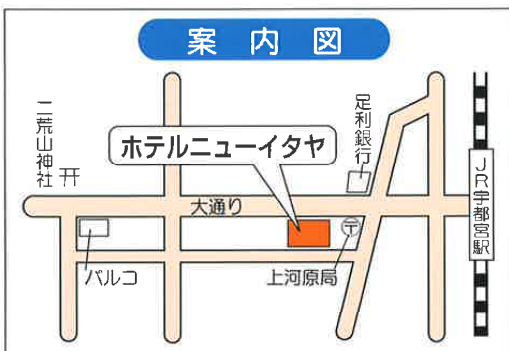 案内図
二荒山神社
足利銀行
ホテルニューイタヤ
大通り
JR宇都宮駅
パルコ
上河原局
〒